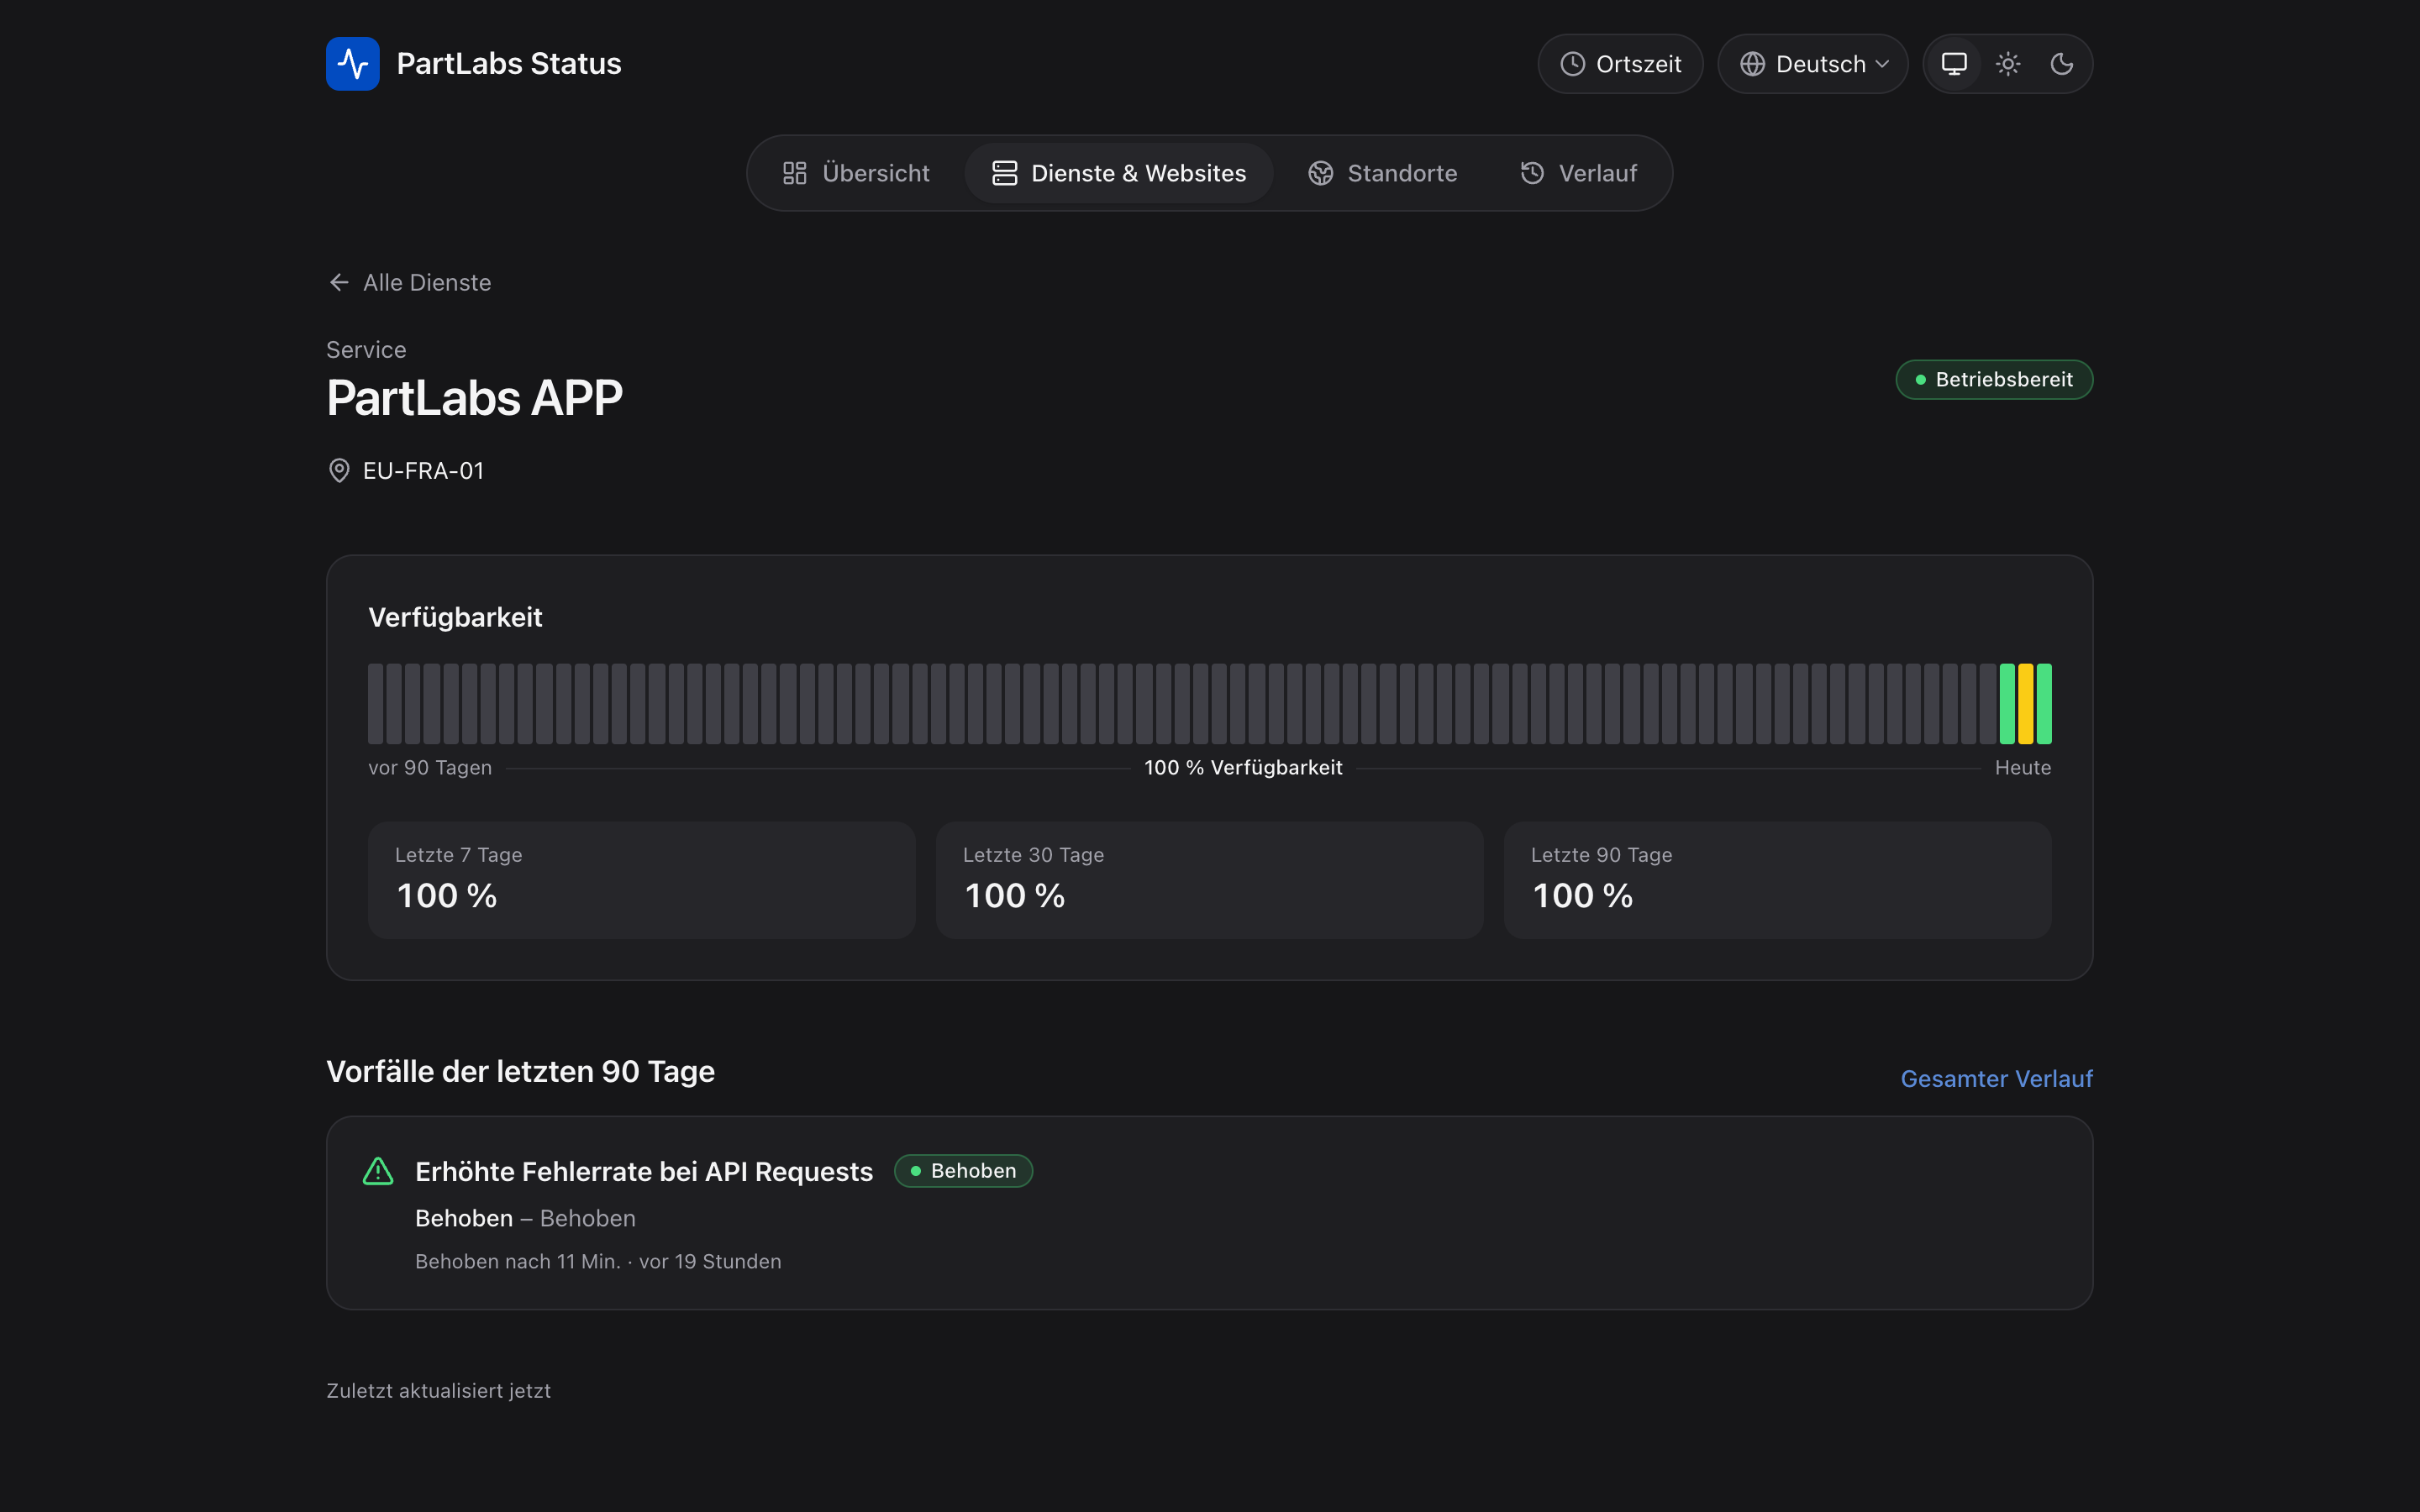 PartLabs Status
Ortszeit
Deutsch
Übersicht
Dienste & Websites
Standorte
Verlauf
Alle Dienste
Service
PartLabs APP
Betriebsbereit
EU-FRA-01
Verfügbarkeit
vor 90 Tagen
100 % Verfügbarkeit
Heute
Letzte 7 Tage
100 %
Letzte 30 Tage
100 %
Letzte 90 Tage
100 %
Vorfälle der letzten 90 Tage
Gesamter Verlauf
Erhöhte Fehlerrate bei API Requests
Behoben
Behoben – Behoben
Behoben nach 11 Min. · vor 19 Stunden
Zuletzt aktualisiert jetzt